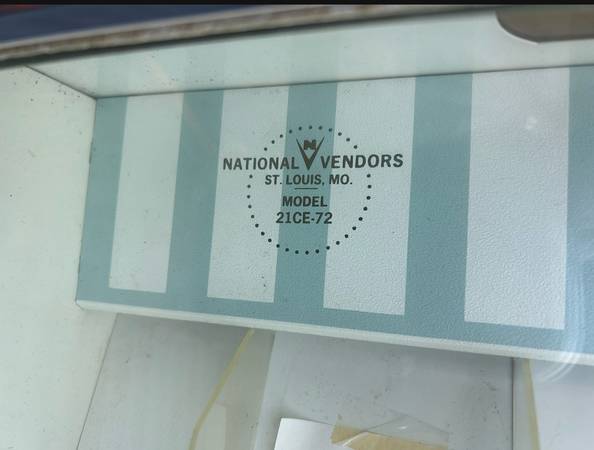 N
NATIONAL V VENDORS
ST. LOUIS, MO.
MODEL
21CE-72